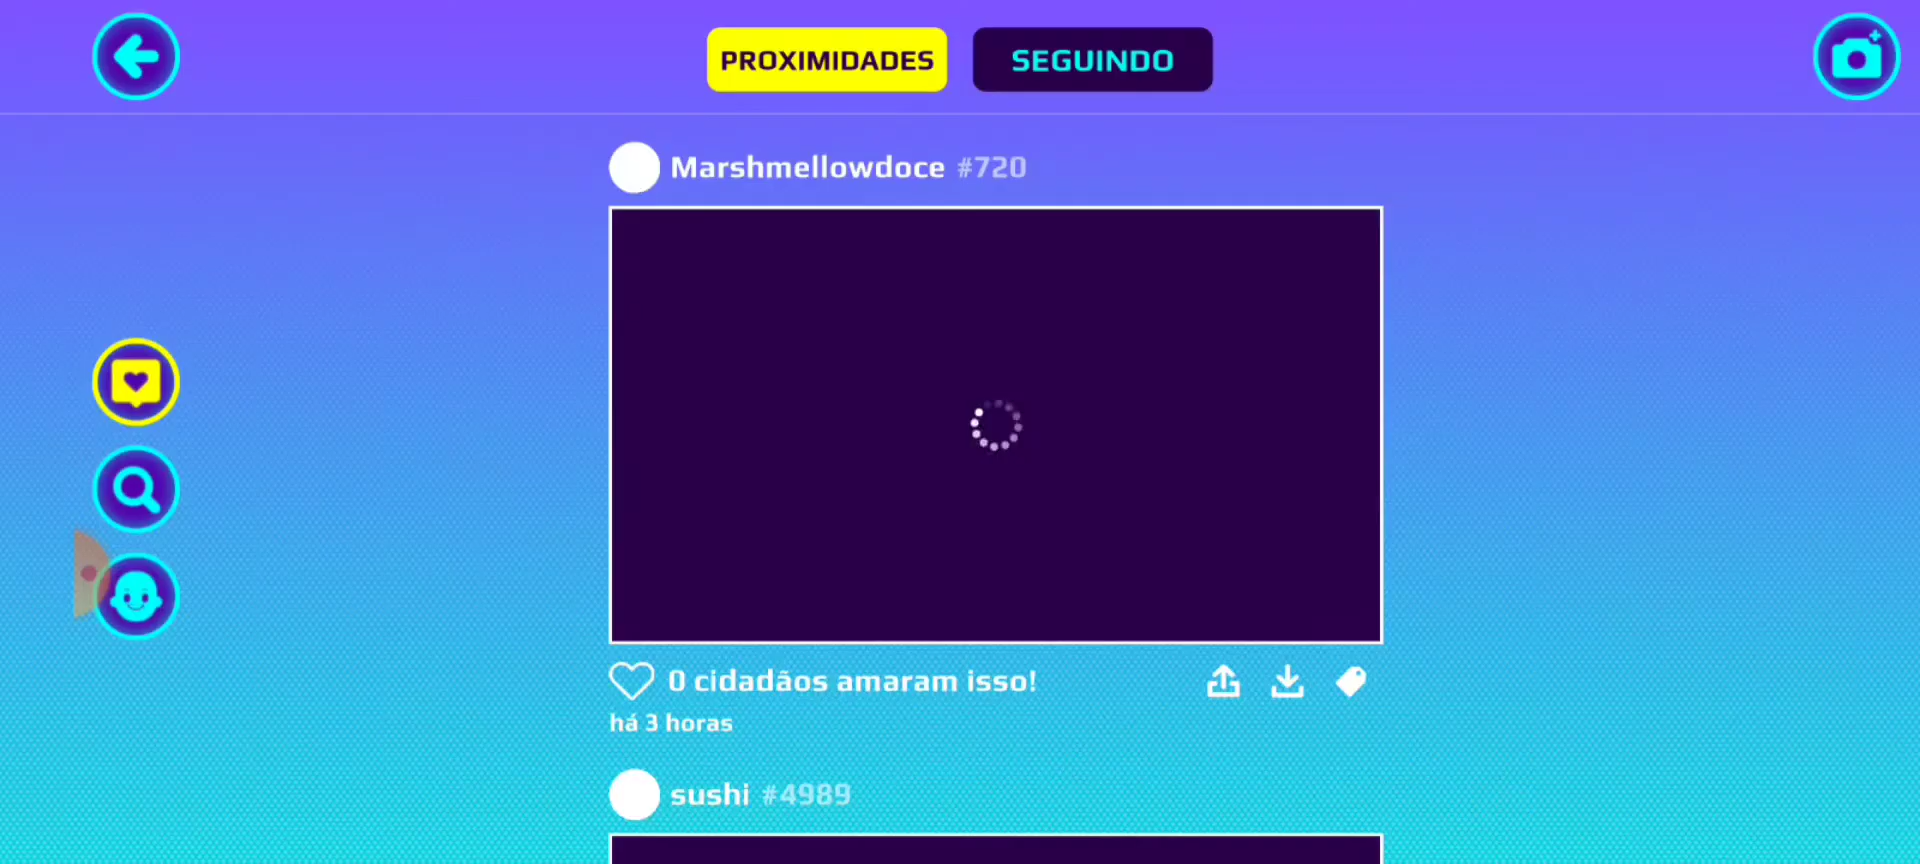 PROXIMIDADES
SEGUINDO
Marshmellowdoce #720
0 cidadãos amaram isso!
há 3 horas
sushi #4989